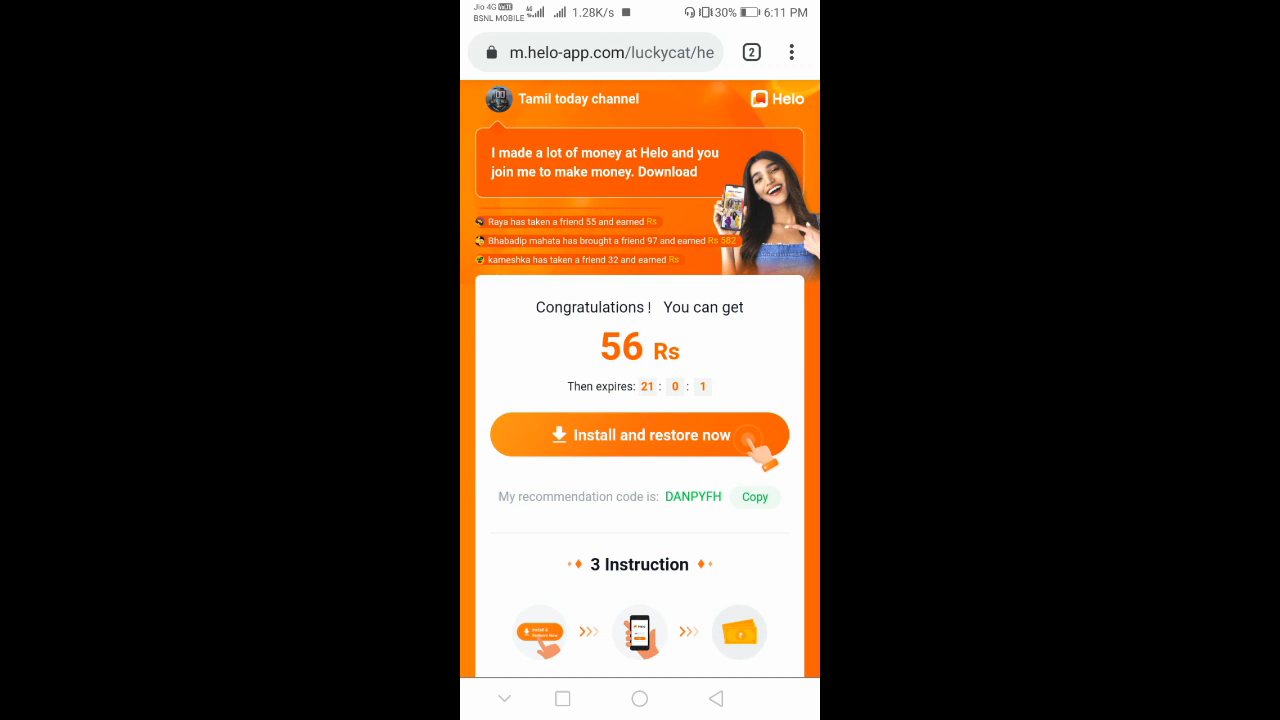 Jio 4G VoLTE
BSNL MOBILE
4G
1.28K/s
30%
6:11 PM
m.helo-app.com/luckycat/he
2
Tamil today channel
Helo
I made a lot of money at Helo and you
join me to make money. Download
Raya has taken a friend 55 and earned Rs
Bhabadip mahata has brought a friend 97 and earned Rs 582
kameshka has taken a friend 32 and earned Rs
Congratulations ! You can get
56 Rs
Then expires: 21 : 0 : 1
Install and restore now
My recommendation code is: DANPYFH Copy
3 Instruction